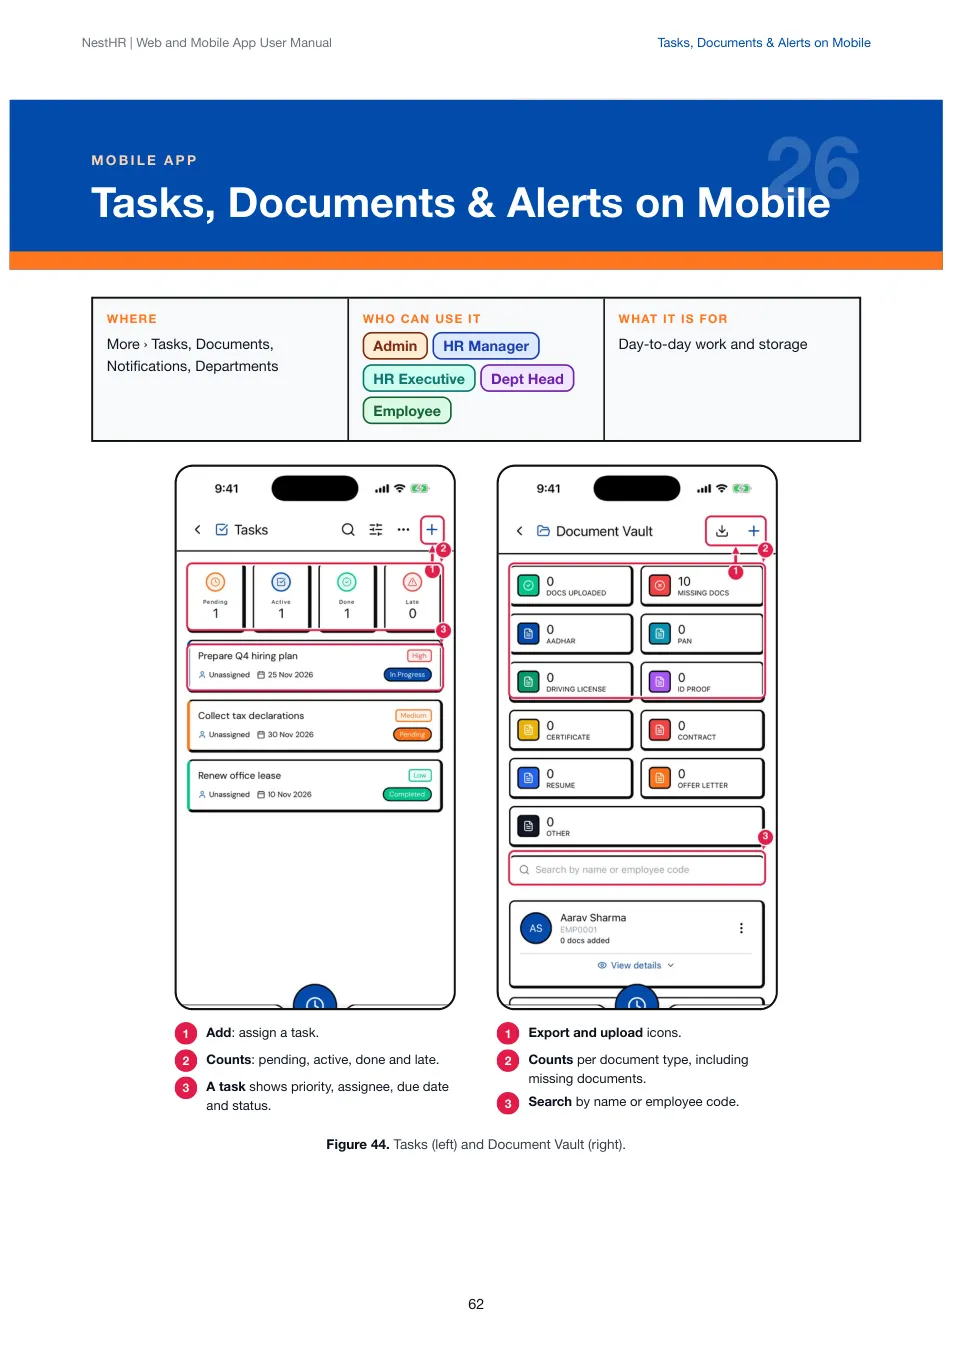 NestHR | Web and Mobile App User Manual
Tasks, Documents & Alerts on Mobile
26
MOBILE APP
Tasks, Documents & Alerts on Mobile
WHERE
More › Tasks, Documents,
Notifications, Departments
WHO CAN USE IT
Admin
HR Manager
HR Executive
Dept Head
Employee
WHAT IT IS FOR
Day-to-day work and storage
9:41
Tasks
2
1
Pending
1
Active
1
Done
1
Late
0
3
Prepare Q4 hiring plan
High
Unassigned
25 Nov 2026
In Progress
Collect tax declarations
Medium
Unassigned
30 Nov 2026
Pending
Renew office lease
Low
Unassigned
10 Nov 2026
Completed
9:41
Document Vault
2
1
0
DOCS UPLOADED
10
MISSING DOCS
0
AADHAR
0
PAN
0
DRIVING LICENSE
0
ID PROOF
0
CERTIFICATE
0
CONTRACT
0
RESUME
0
OFFER LETTER
0
OTHER
3
Search by name or employee code
AS
Aarav Sharma
EMP0001
0 docs added
View details
1 Add: assign a task.
2 Counts: pending, active, done and late.
3 A task shows priority, assignee, due date
and status.
1 Export and upload icons.
2 Counts per document type, including
missing documents.
3 Search by name or employee code.
Figure 44. Tasks (left) and Document Vault (right).
62